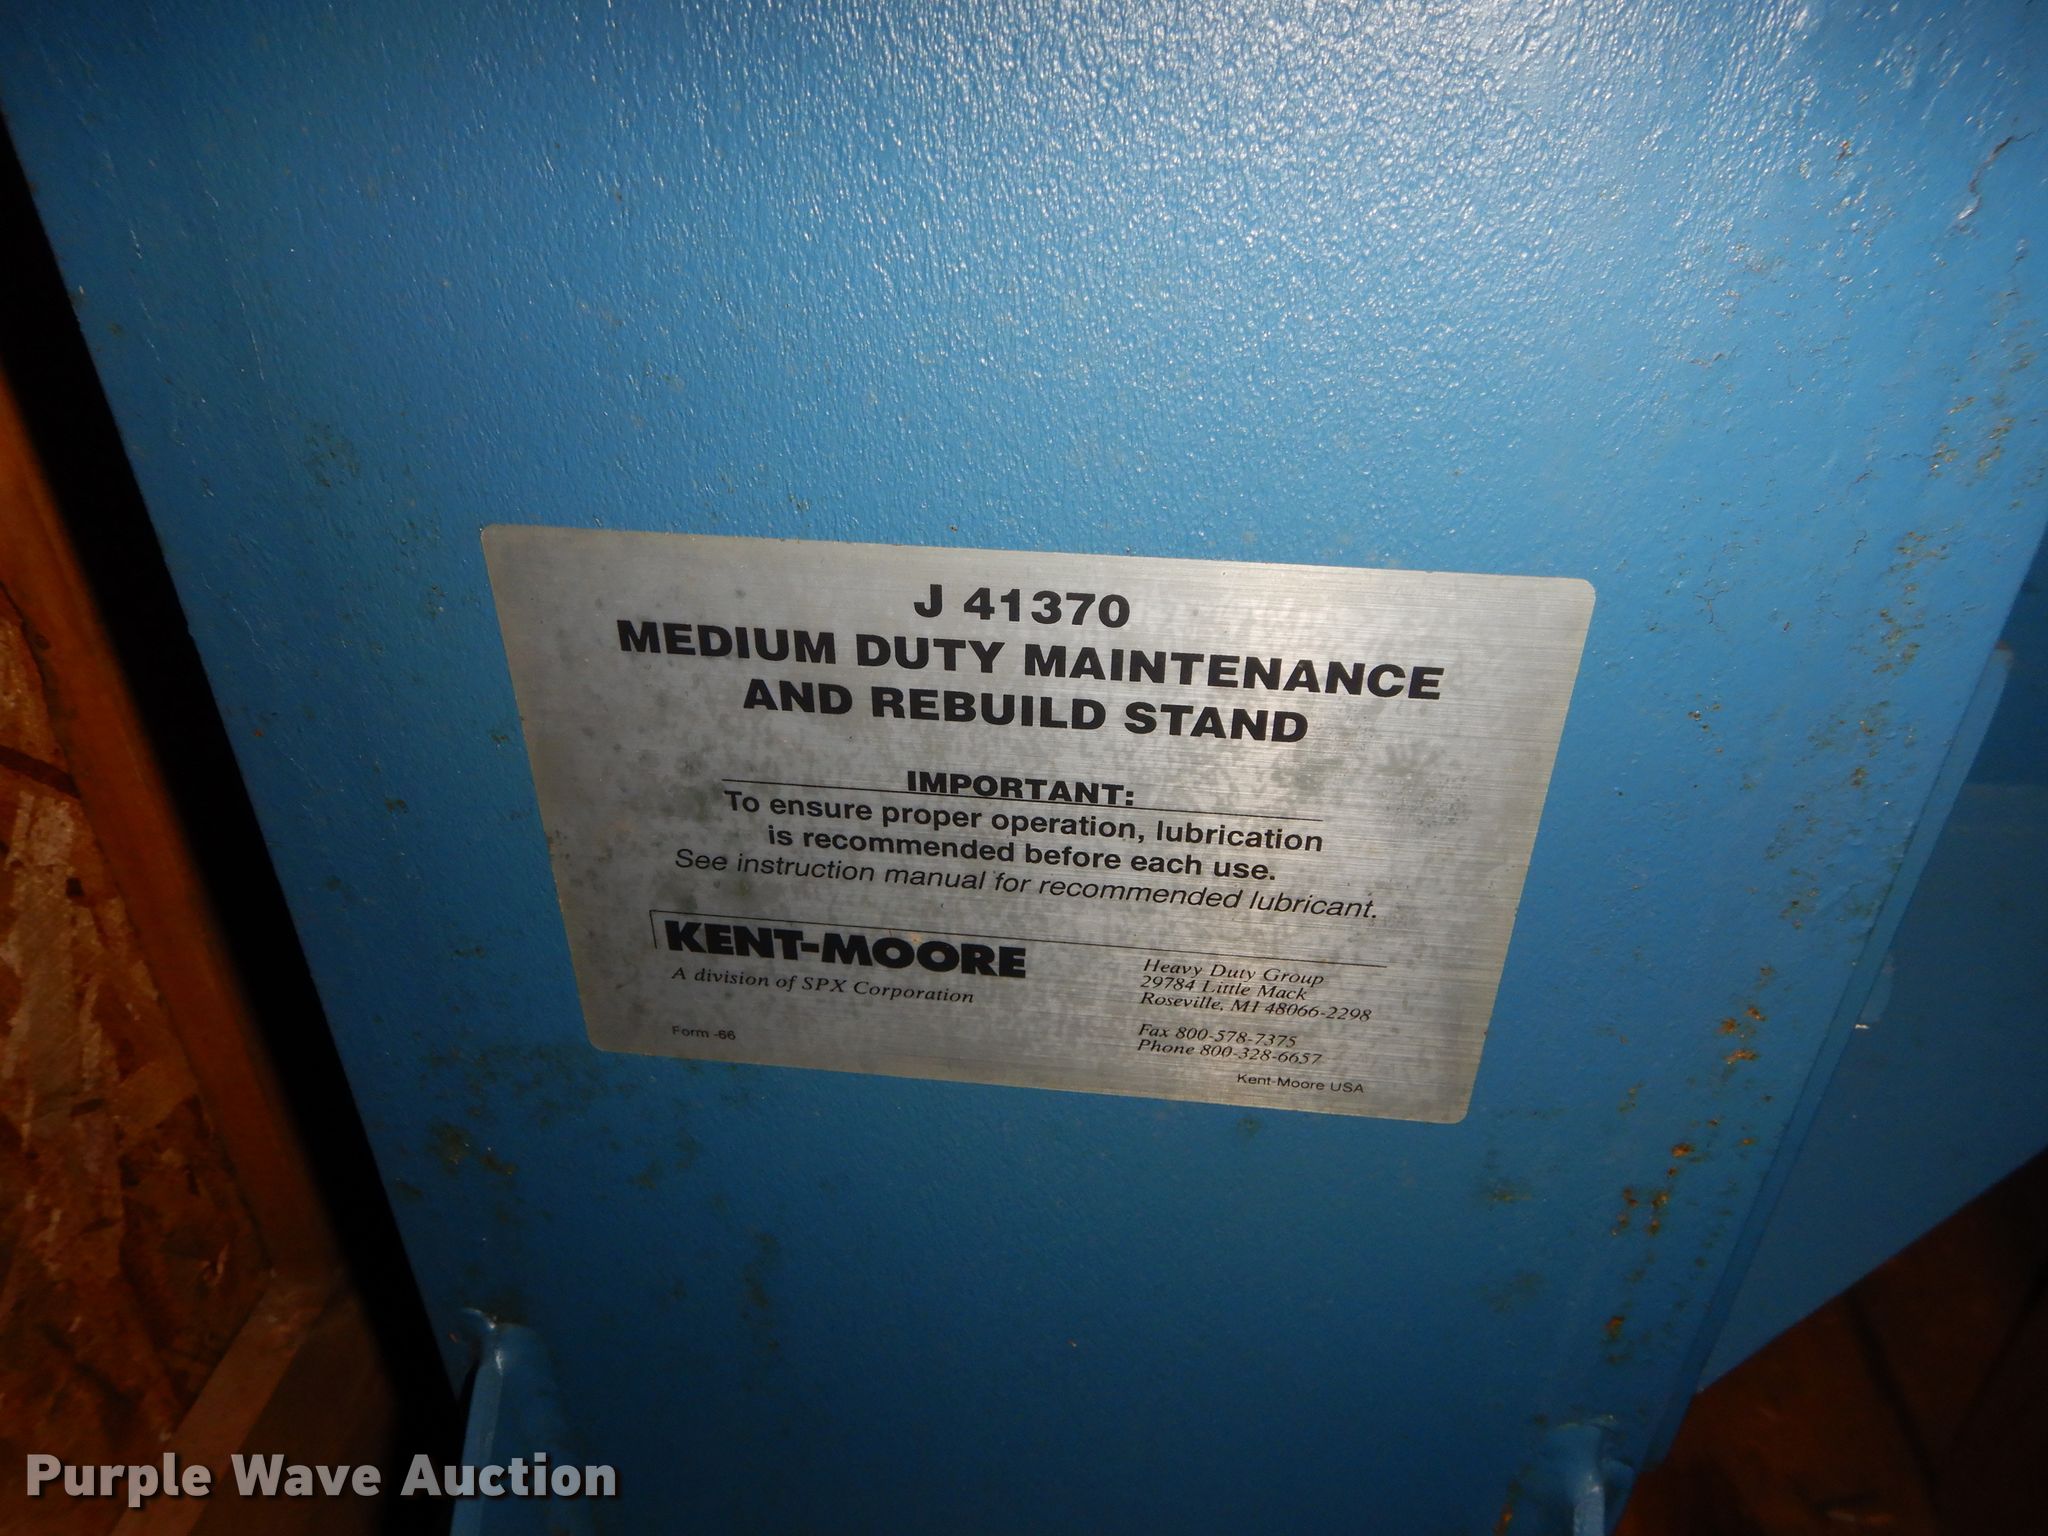 J 41370
MEDIUM DUTY MAINTENANCE
AND REBUILD STAND
IMPORTANT:
To ensure proper operation, lubrication
is recommended before each use.
See instruction manual for recommended lubricant.
KENT-MOORE
A division of SPX Corporation
Form -66
Heavy Duty Group
29784 Little Mack
Roseville, MI 48066-2298
Fax 800-578-7375
Phone 800-328-6657
Kent-Moore USA
Purple Wave Auction